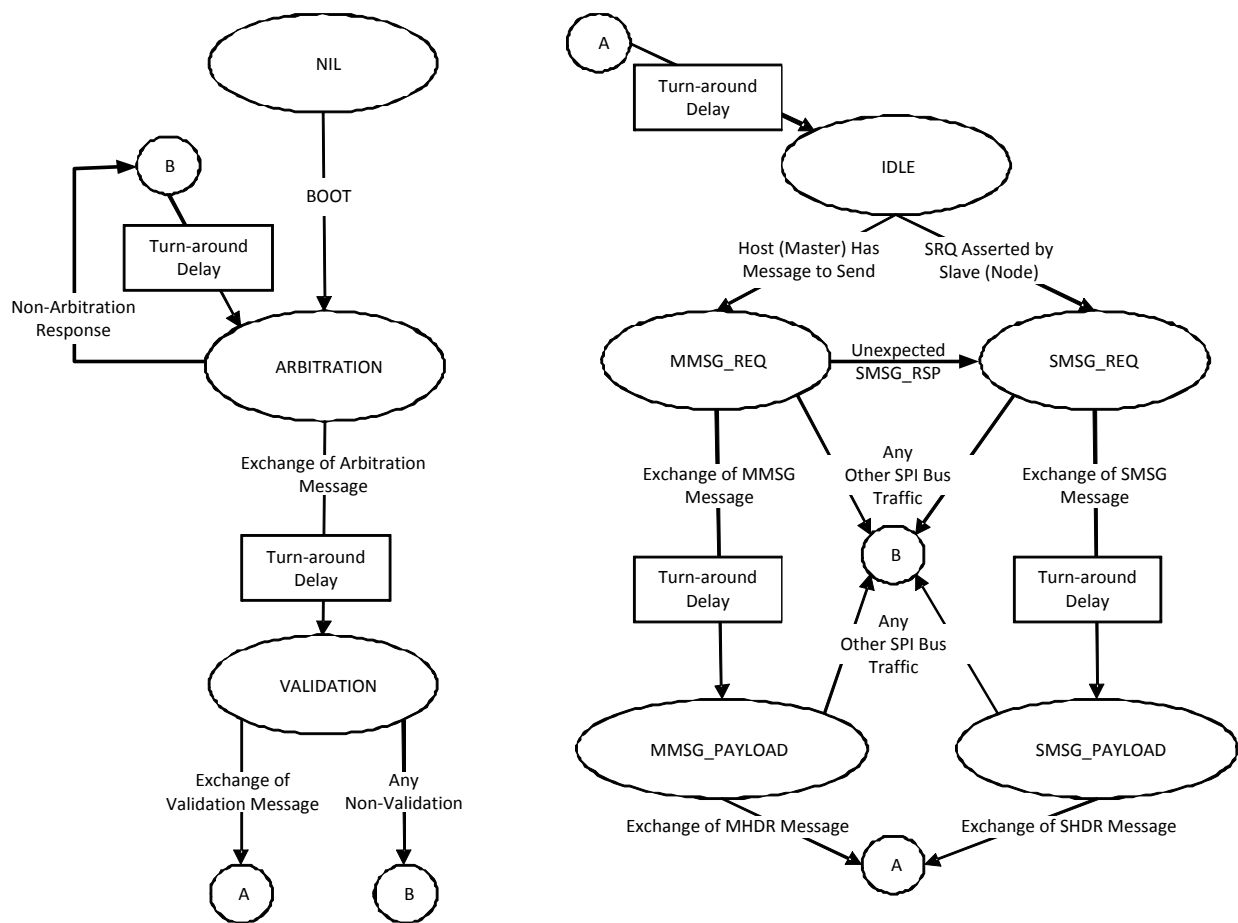 NIL
BOOT
B
Turn-around
Delay
Non-Arbitration
Response
ARBITRATION
Exchange of Arbitration
Message
Turn-around
Delay
VALIDATION
Exchange of
Validation Message
Any
Non-Validation
A
B
A
Turn-around
Delay
IDLE
Host (Master) Has
Message to Send
SRQ Asserted by
Slave (Node)
MMSG_REQ
Unexpected
SMSG_RSP
SMSG_REQ
Exchange of MMSG
Message
Any
Other SPI Bus
Traffic
Exchange of SMSG
Message
Turn-around
Delay
B
Turn-around
Delay
Any
Other SPI Bus
Traffic
MMSG_PAYLOAD
SMSG_PAYLOAD
Exchange of MHDR Message
Exchange of SHDR Message
A